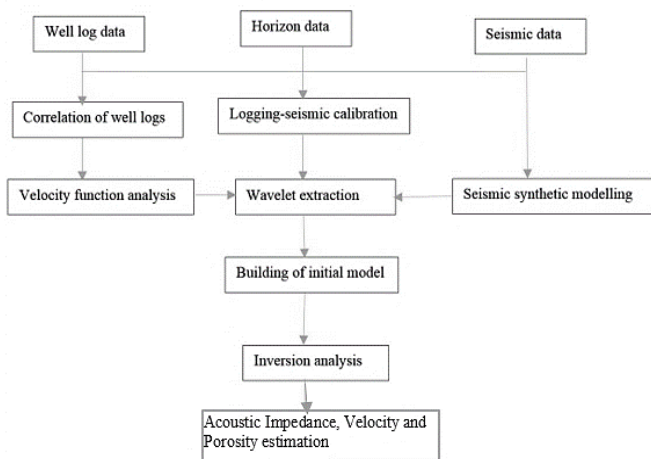 Well log data
Horizon data
Seismic data
Correlation of well logs
Logging-seismic calibration
Velocity function analysis
Wavelet extraction
Seismic synthetic modelling
Building of initial model
Inversion analysis
Acoustic Impedance, Velocity and
Porosity estimation